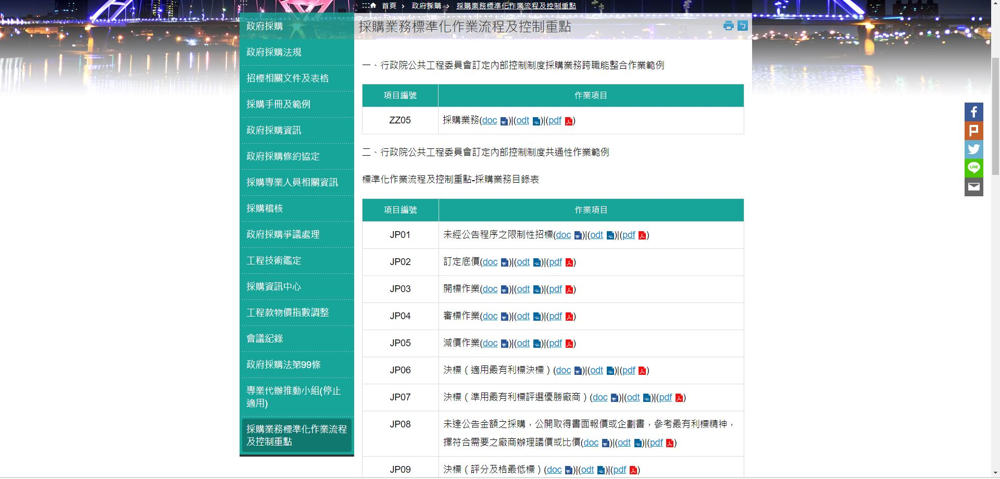 首頁 › 政府採購 › 採購業務標準化作業流程及控制重點
政府採購
政府採購法規
招標相關文件及表格
採購手冊及範例
政府採購資訊
政府採購條約協定
採購專業人員相關資訊
採購稽核
政府採購爭議處理
工程技術鑑定
採購資訊中心
工程款物價指數調整
會議紀錄
政府採購法第99條
專業代辦推動小組(停止
適用)
採購業務標準化作業流程
及控制重點
採購業務標準化作業流程及控制重點
一、行政院公共工程委員會訂定內部控制制度採購業務跨職能整合作業範例
項目編號 作業項目
ZZ05 採購業務(doc )|(odt )|(pdf )
二、行政院公共工程委員會訂定內部控制制度共通性作業範例
標準化作業流程及控制重點-採購業務目錄表
項目編號 作業項目
JP01 未經公告程序之限制性招標(doc )|(odt )|(pdf )
JP02 訂定底價(doc )|(odt )|(pdf )
JP03 開標作業(doc )|(odt )|(pdf )
JP04 審標作業(doc )|(odt )|(pdf )
JP05 減價作業(doc )|(odt )|(pdf )
JP06 決標（適用最有利標決標）(doc )|(odt )|(pdf )
JP07 決標（準用最有利標評選優勝廠商）(doc )|(odt )|(pdf )
JP08 未達公告金額之採購，公開取得書面報價或企劃書，參考最有利標精神，
擇符合需要之廠商辦理議價或比價(doc )|(odt )|(pdf )
JP09 決標（評分及格最低標）(doc )|(odt )|(pdf )
LINE